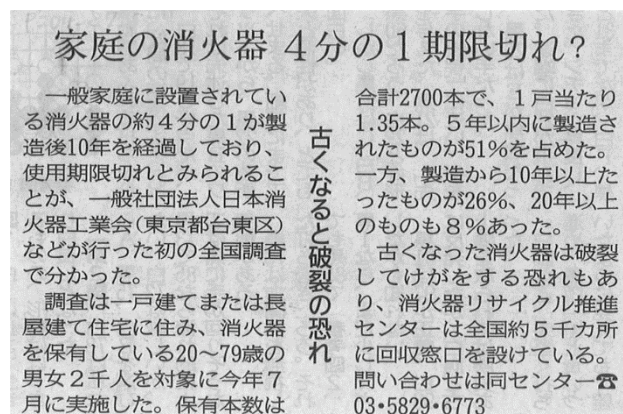 家庭の消火器 4分の1期限切れ?
一般家庭に設置されてい
る消火器の約4分の1が製
造後10年を経過しており、
使用期限切れとみられるこ
とが、一般社団法人日本消
火器工業会(東京都台東区)
などが行った初の全国調査
で分かった。
調査は一戸建てまたは長
屋建て住宅に住み、消火器
を保有している20〜79歳の
男女2千人を対象に今年7
月に実施した。保有本数は
古くなると破裂の恐れ
合計2700本で、1戸当たり
1.35本。5年以内に製造さ
れたものが51%を占めた。
一方、製造から10年以上た
ったものが26%、20年以上
のものも8%あった。
古くなった消火器は破裂
してけがをする恐れもあ
り、消火器リサイクル推進
センターは全国約5千カ所
に回収窓口を設けている。
問い合わせは同センター☎
03・5829・6773